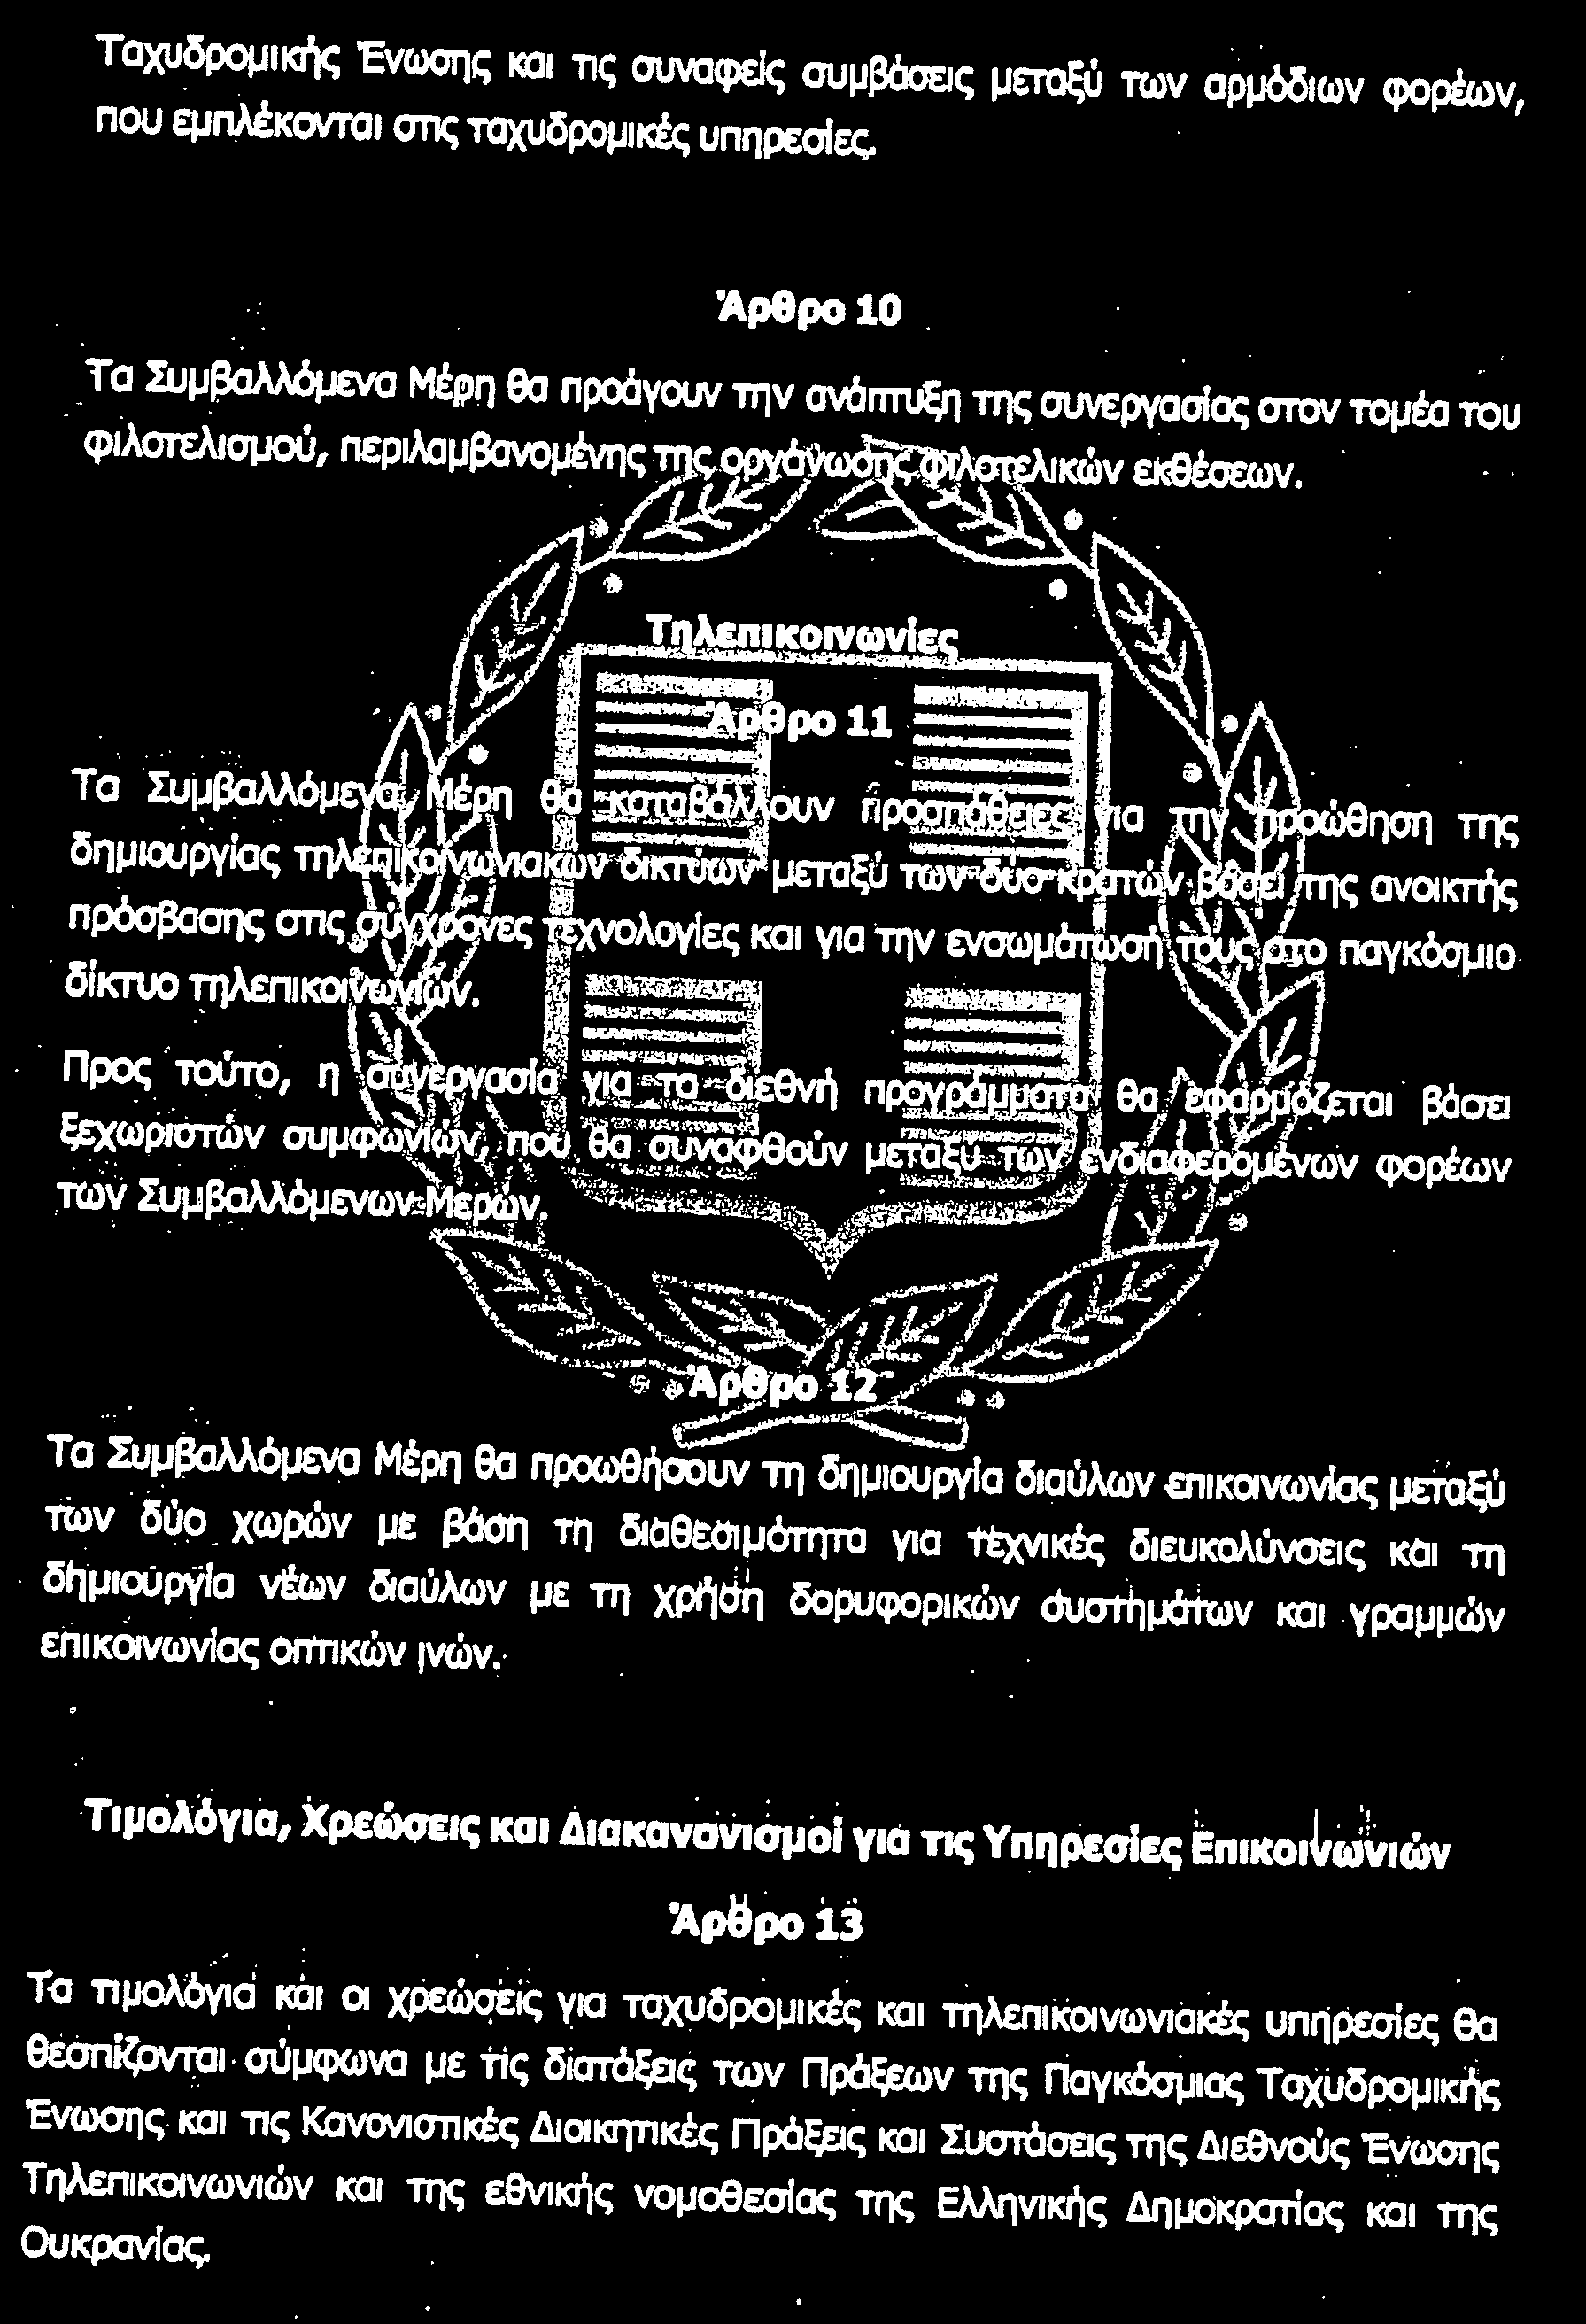 Ταχυδρομικής Ένωσης και τις συναφείς συμβάσεις μεταξύ των αρμόδιων φορέων,
που εμπλέκονται στις ταχυδρομικές υπηρεσίες.
Άρθρο 10
Τα Συμβαλλόμενα Μέρη θα προάγουν την ανάπτυξη της συνεργασίας στον τομέα του
φιλοτελισμού, περιλαμβανομένης της οργάνωσης φιλοτελικών εκθέσεων.
Τηλεπικοινωνίες
Άρθρο 11
Τα Συμβαλλόμενα Μέρη θα καταβάλλουν προσπάθειες για την προώθηση της
δημιουργίας τηλεπικοινωνιακών δικτύων μεταξύ των δύο κρατών βάσει της ανοικτής
πρόσβασης στις σύγχρονες τεχνολογίες και για την ενσωμάτωσή τους στο παγκόσμιο
δίκτυο τηλεπικοινωνιών.
Προς τούτο, η συνεργασία για τα διεθνή προγράμματα θα εφαρμόζεται βάσει
ξεχωριστών συμφωνιών, που θα συναφθούν μεταξύ των ενδιαφερομένων φορέων
των Συμβαλλόμενων Μερών.
Άρθρο 12
Τα Συμβαλλόμενα Μέρη θα προωθήσουν τη δημιουργία διαύλων επικοινωνίας μεταξύ
των δύο χωρών με βάση τη διαθεσιμότητα για τεχνικές διευκολύνσεις και τη
δημιουργία νέων διαύλων με τη χρήση δορυφορικών συστημάτων και γραμμών
επικοινωνίας οπτικών ινών.
Τιμολόγια, Χρεώσεις και Διακανονισμοί για τις Υπηρεσίες Επικοινωνιών
Άρθρο 13
Τα τιμολόγια και οι χρεώσεις για ταχυδρομικές και τηλεπικοινωνιακές υπηρεσίες θα
θεσπίζονται σύμφωνα με τις διατάξεις των Πράξεων της Παγκόσμιας Ταχυδρομικής
Ένωσης και τις Κανονιστικές Διοικητικές Πράξεις και Συστάσεις της Διεθνούς Ένωσης
Τηλεπικοινωνιών και της εθνικής νομοθεσίας της Ελληνικής Δημοκρατίας και της
Ουκρανίας.